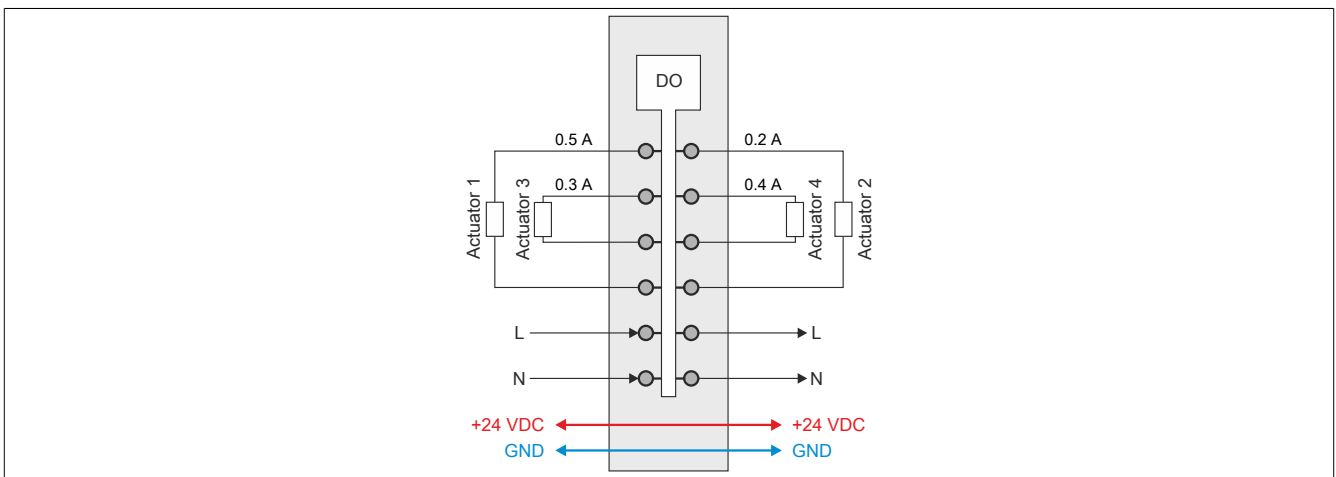 DO
0.5 A
0.2 A
0.3 A
0.4 A
Actuator 1
Actuator 3
Actuator 4
Actuator 2
L
L
N
N
+24 VDC
+24 VDC
GND
GND